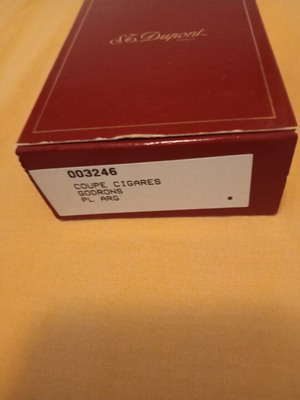 S.T. Dupont
003246
COUPE CIGARES
GODRONS
PL ARG